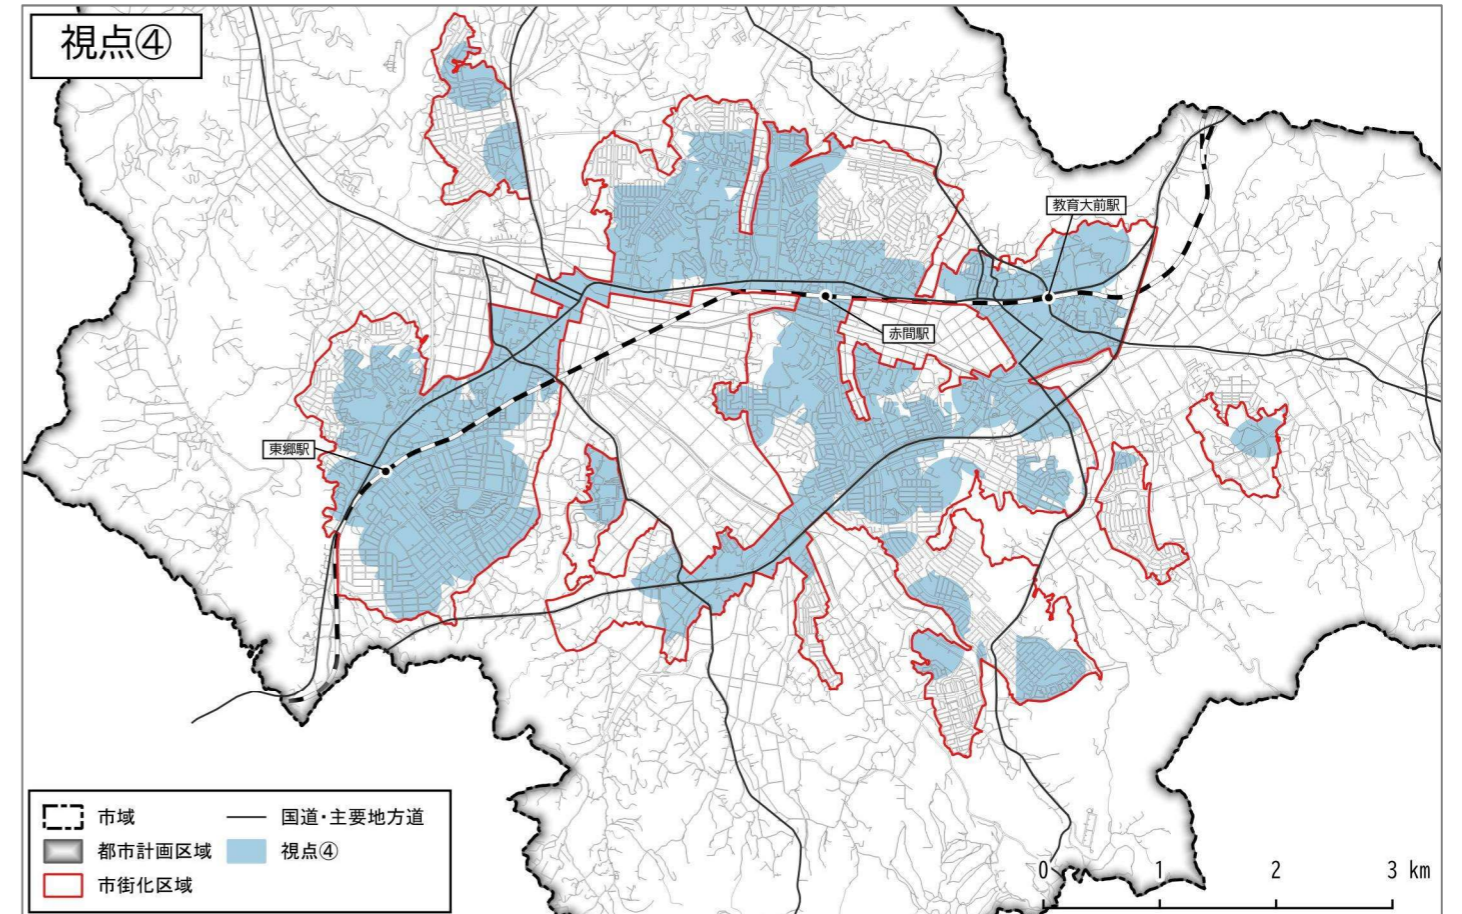 視点④
教育大前駅
赤間駅
東郷駅
市域
国道・主要地方道
都市計画区域
視点④
市街化区域
0 1 2 3 km